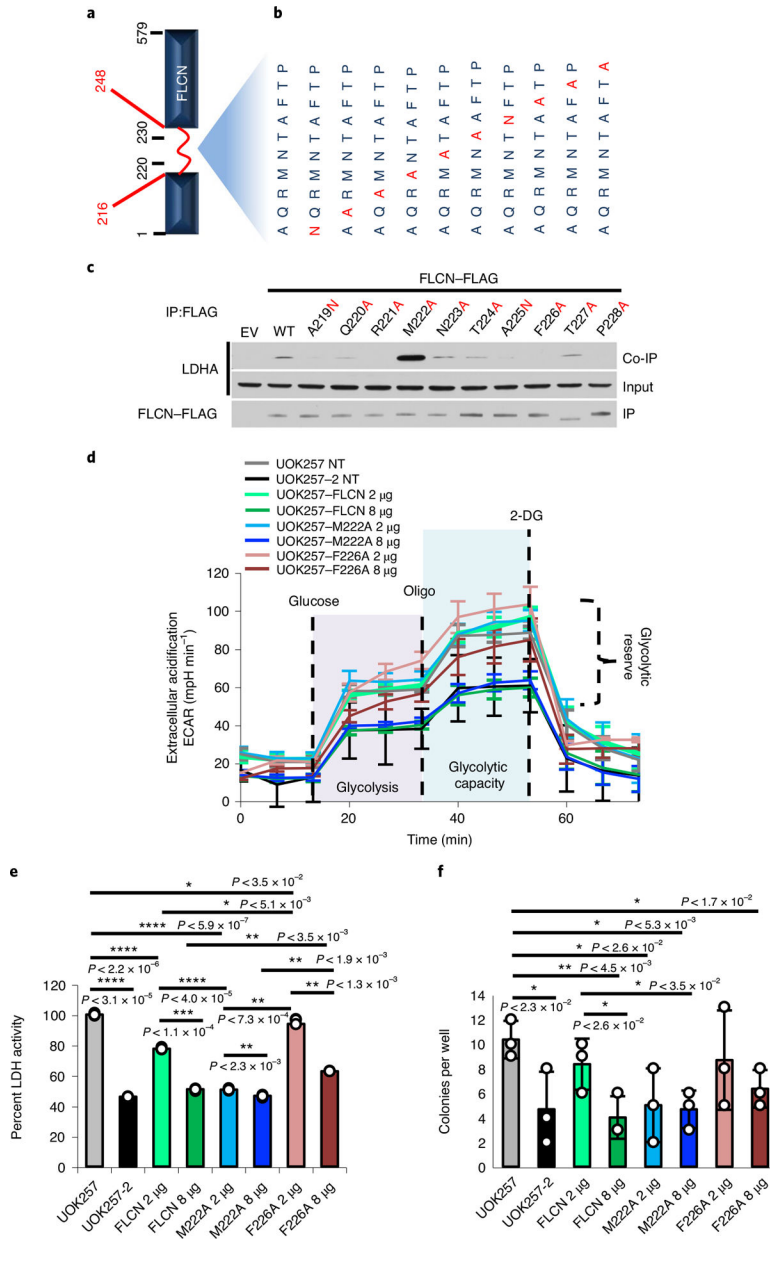 a
579
248
FLCN
230
220
216
1
b
A Q R M N T A F T P
N Q R M N T A F T P
A A R M N T A F T P
A Q A M N T A F T P
A Q R A N T A F T P
A Q R M A T A F T P
A Q R M N A A F T P
A Q R M N T N F T P
A Q R M N T A A T P
A Q R M N T A F A P
A Q R M N T A F T A
c
FLCN–FLAG
IP:FLAG
EV
WT
A219N
Q220A
R221A
M222A
N223A
T224A
A225N
F226A
T227A
P228A
LDHA
Co-IP
Input
FLCN–FLAG
IP
d
UOK257 NT
UOK257–2 NT
UOK257–FLCN 2 μg
UOK257–FLCN 8 μg
UOK257–M222A 2 μg
UOK257–M222A 8 μg
UOK257–F226A 2 μg
UOK257–F226A 8 μg
2-DG
Glucose
Oligo
Extracellular acidification
ECAR (mpH min⁻¹)
120
100
80
60
40
20
0
Glycolysis
Glycolytic
capacity
Glycolytic
reserve
0
20
40
60
Time (min)
e
* P < 3.5 × 10⁻²
* P < 5.1 × 10⁻³
**** P < 5.9 × 10⁻⁷
** P < 3.5 × 10⁻³
****
P < 2.2 × 10⁻⁶
** P < 1.9 × 10⁻³
****
P < 3.1 × 10⁻⁵
****
P < 4.0 × 10⁻⁵
** P < 1.3 × 10⁻³
***
P < 1.1 × 10⁻⁴
**
P < 7.3 × 10⁻⁴
**
P < 2.3 × 10⁻³
Percent LDH activity
120
100
80
60
40
20
0
UOK257
UOK257-2
FLCN 2 μg
FLCN 8 μg
M222A 2 μg
M222A 8 μg
F226A 2 μg
F226A 8 μg
f
* P < 1.7 × 10⁻²
* P < 5.3 × 10⁻³
* P < 2.6 × 10⁻²
** P < 4.5 × 10⁻³
* P < 3.5 × 10⁻²
*
P < 2.3 × 10⁻²
*
P < 2.6 × 10⁻²
Colonies per well
14
12
10
8
6
4
2
0
UOK257
UOK257-2
FLCN 2 μg
FLCN 8 μg
M222A 2 μg
M222A 8 μg
F226A 2 μg
F226A 8 μg